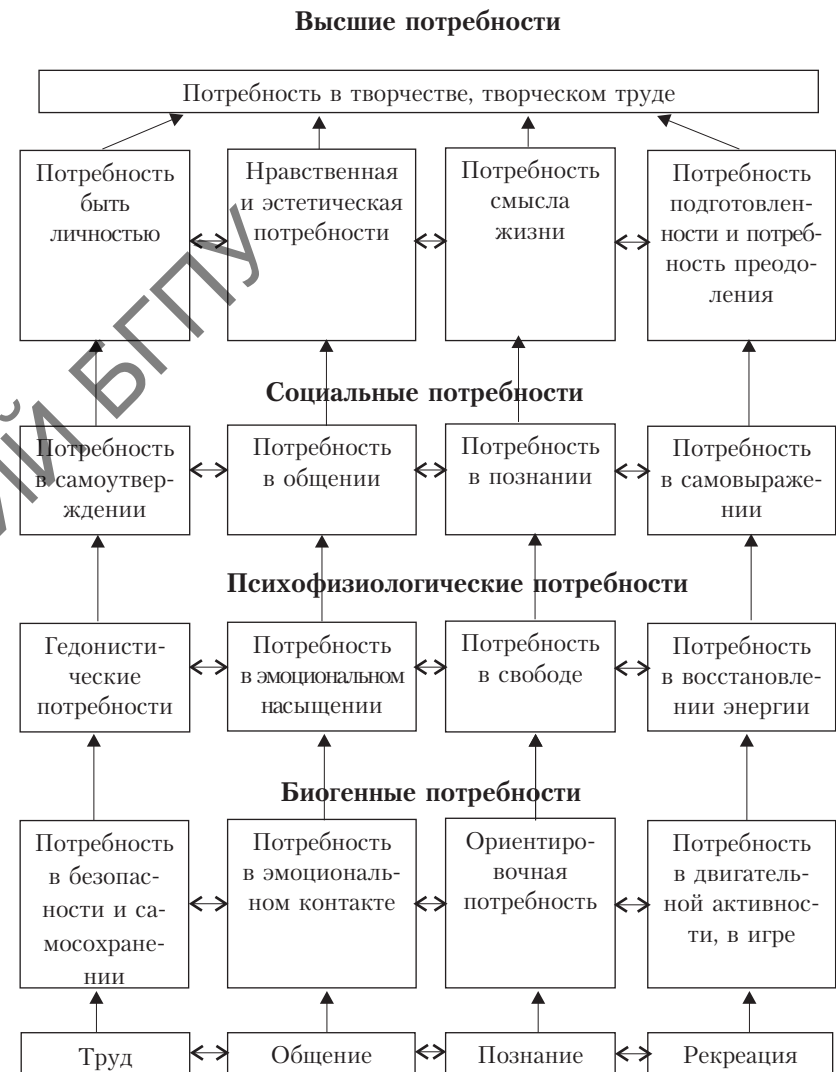 Высшие потребности
Потребность в творчестве, творческом труде
Потребность
быть
личностью
Нравственная
и эстетическая
потребности
Потребность
смысла
жизни
Потребность
подготовлен-
ности и потреб-
ность преодо-
ления
Социальные потребности
Потребность
в самоутвер-
ждении
Потребность
в общении
Потребность
в познании
Потребность
в самовыраже-
нии
Психофизиологические потребности
Гедонисти-
ческие
потребности
Потребность
в эмоциональном
насыщении
Потребность
в свободе
Потребность
в восстановле-
нии энергии
Биогенные потребности
Потребность
в безопас-
ности и са-
мосохране-
нии
Потребность
в эмоциональ-
ном контакте
Ориентиро-
вочная
потребность
Потребность
в двигатель-
ной активнос-
ти, в игре
Труд
Общение
Познание
Рекреация
БГПУ